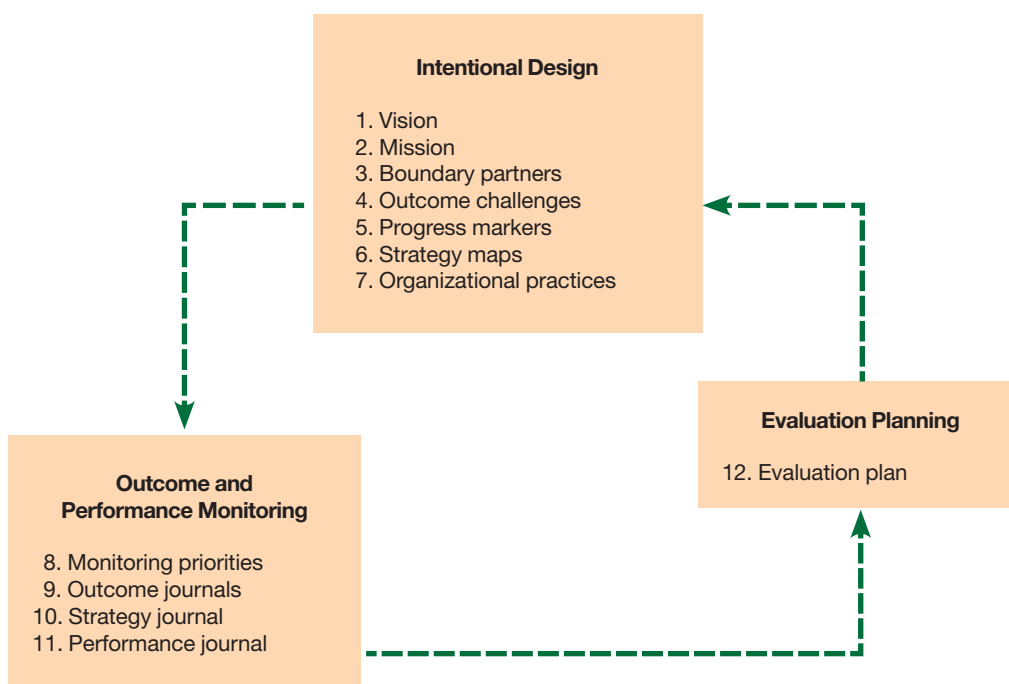 Intentional Design
1. Vision
2. Mission
3. Boundary partners
4. Outcome challenges
5. Progress markers
6. Strategy maps
7. Organizational practices
Evaluation Planning
12. Evaluation plan
Outcome and
Performance Monitoring
8. Monitoring priorities
9. Outcome journals
10. Strategy journal
11. Performance journal